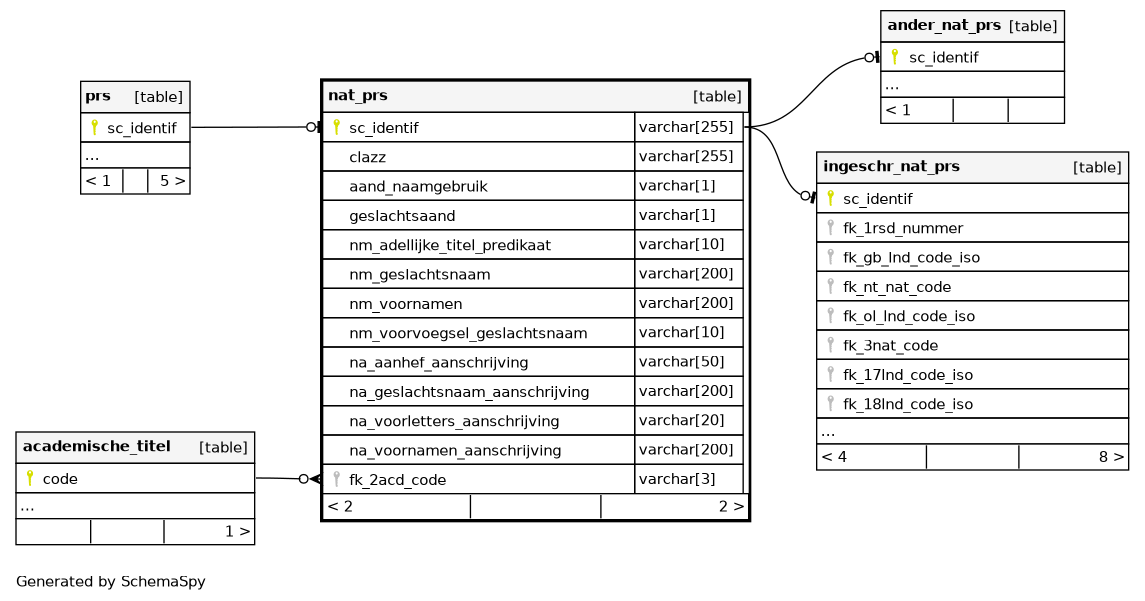 prs [table]
sc_identif
...
< 1 5 >
academische_titel [table]
code
...
1 >
nat_prs [table]
sc_identif varchar[255]
clazz varchar[255]
aand_naamgebruik varchar[1]
geslachtsaand varchar[1]
nm_adellijke_titel_predikaat varchar[10]
nm_geslachtsnaam varchar[200]
nm_voornamen varchar[200]
nm_voorvoegsel_geslachtsnaam varchar[10]
na_aanhef_aanschrijving varchar[50]
na_geslachtsnaam_aanschrijving varchar[200]
na_voorletters_aanschrijving varchar[20]
na_voornamen_aanschrijving varchar[200]
fk_2acd_code varchar[3]
< 2 2 >
ander_nat_prs [table]
sc_identif
...
< 1
ingeschr_nat_prs [table]
sc_identif
fk_1rsd_nummer
fk_gb_lnd_code_iso
fk_nt_nat_code
fk_ol_lnd_code_iso
fk_3nat_code
fk_17lnd_code_iso
fk_18lnd_code_iso
...
< 4 8 >
Generated by SchemaSpy